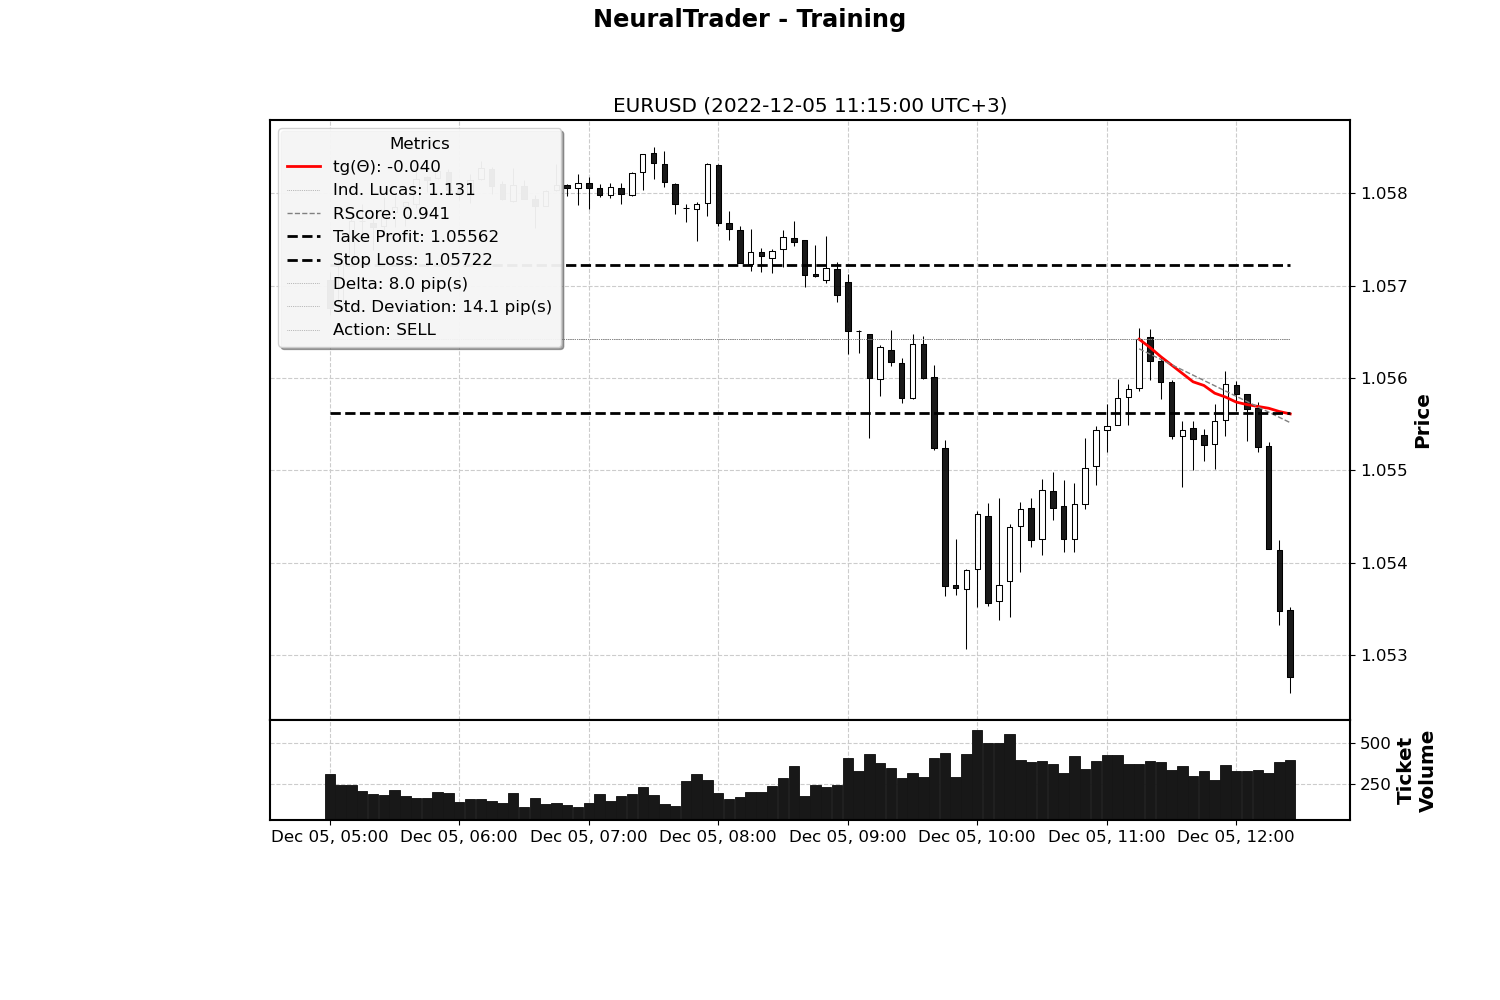 NeuralTrader - Training
EURUSD (2022-12-05 11:15:00 UTC+3)
Metrics
tg(Θ): -0.040
Ind. Lucas: 1.131
RScore: 0.941
Take Profit: 1.05562
Stop Loss: 1.05722
Delta: 8.0 pip(s)
Std. Deviation: 14.1 pip(s)
Action: SELL
1.058
1.057
1.056
1.055
1.054
1.053
Price
500
250
Ticket
Volume
Dec 05, 05:00 Dec 05, 06:00 Dec 05, 07:00 Dec 05, 08:00 Dec 05, 09:00 Dec 05, 10:00 Dec 05, 11:00 Dec 05, 12:00